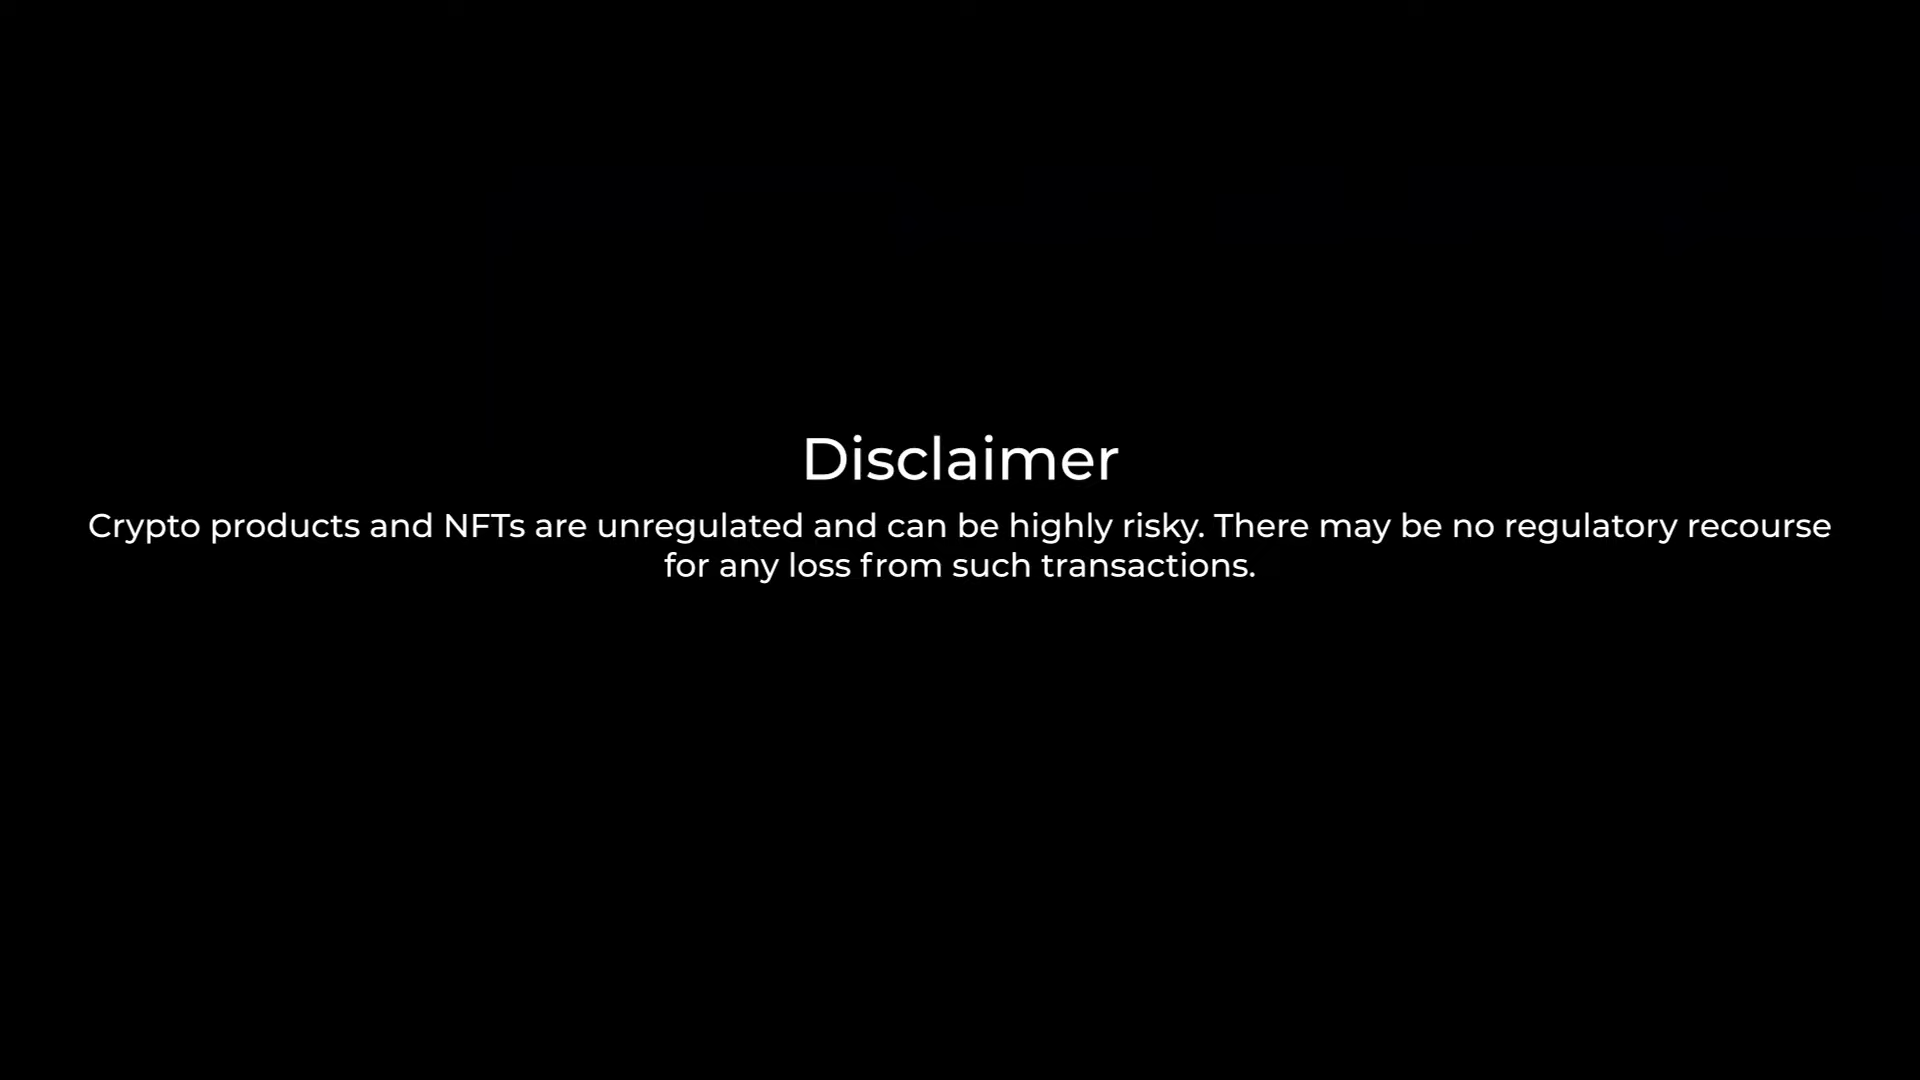 Disclaimer
Crypto products and NFTs are unregulated and can be highly risky. There may be no regulatory recourse
for any loss from such transactions.